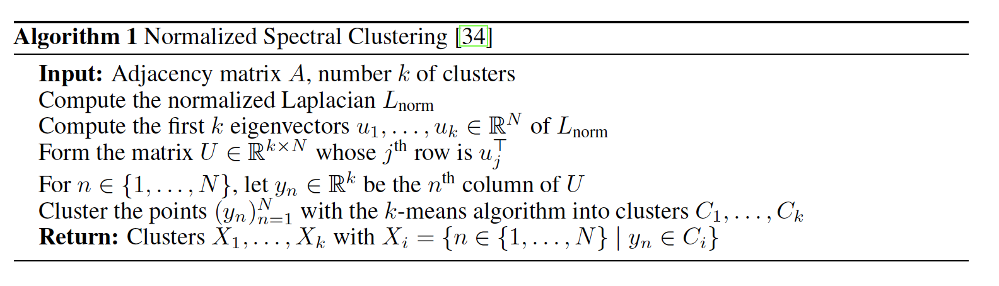 Algorithm 1 Normalized Spectral Clustering [34]
Input: Adjacency matrix $A$, number $k$ of clusters
Compute the normalized Laplacian $L_{\text{norm}}$
Compute the first $k$ eigenvectors $u_1, \ldots, u_k \in \mathbb{R}^N$ of $L_{\text{norm}}$
Form the matrix $U \in \mathbb{R}^{k \times N}$ whose $j^{\text{th}}$ row is $u_j^\top$
For $n \in \{1, \ldots, N\}$, let $y_n \in \mathbb{R}^k$ be the $n^{\text{th}}$ column of $U$
Cluster the points $(y_n)_{n=1}^N$ with the $k$-means algorithm into clusters $C_1, \ldots, C_k$
Return: Clusters $X_1, \ldots, X_k$ with $X_i = \{n \in \{1, \ldots, N\} \mid y_n \in C_i\}$